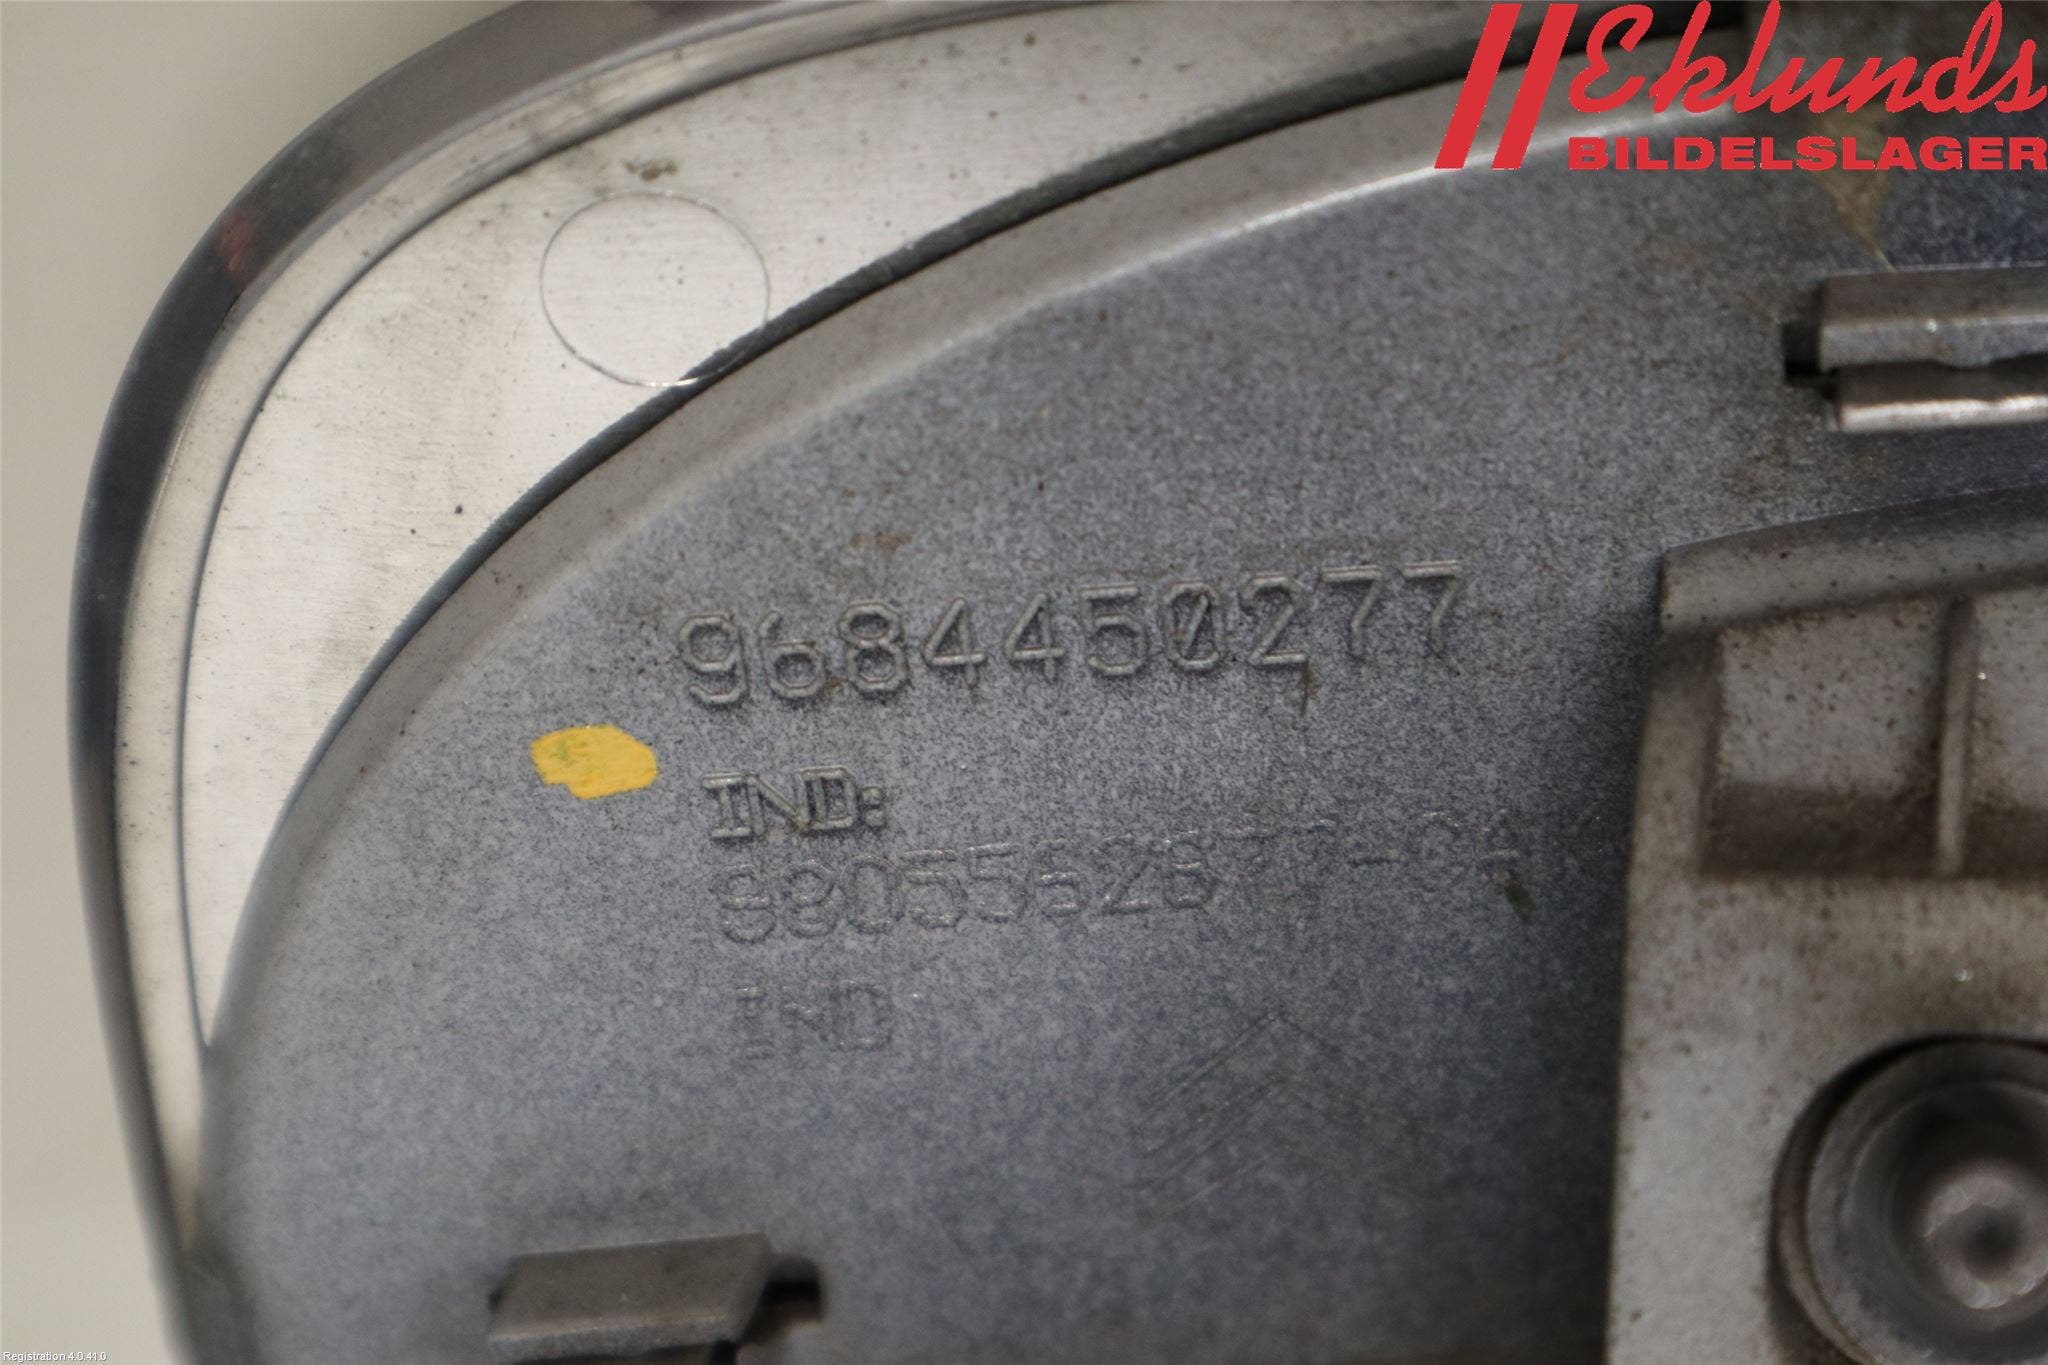 Eklunds
BILDELSLAGER
9684450277
IND:
IND
Registration 4.0.41.0